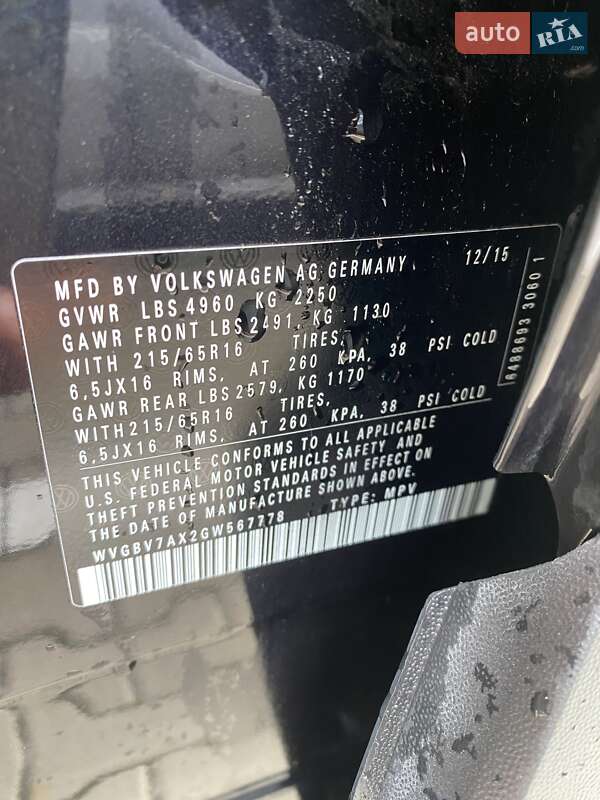 auto RIA .com
MFD BY VOLKSWAGEN AG GERMANY 12/15
GVWR LBS 4960 KG 2250
GAWR FRONT LBS 2491, KG 1130
WITH 215/65R16 TIRES,
6,5JX16 RIMS, AT 260 KPA, 38 PSI COLD
GAWR REAR LBS 2579, KG 1170
WITH 215/65R16 TIRES,
6,5JX16 RIMS, AT 260 KPA, 38 PSI COLD
THIS VEHICLE CONFORMS TO ALL APPLICABLE
U.S. FEDERAL MOTOR VEHICLE SAFETY AND
THEFT PREVENTION STANDARDS IN EFFECT ON
THE DATE OF MANUFACTURE SHOWN ABOVE.
WVGBV7AX2GW567778 TYPE: MPV
6488693 3060 1